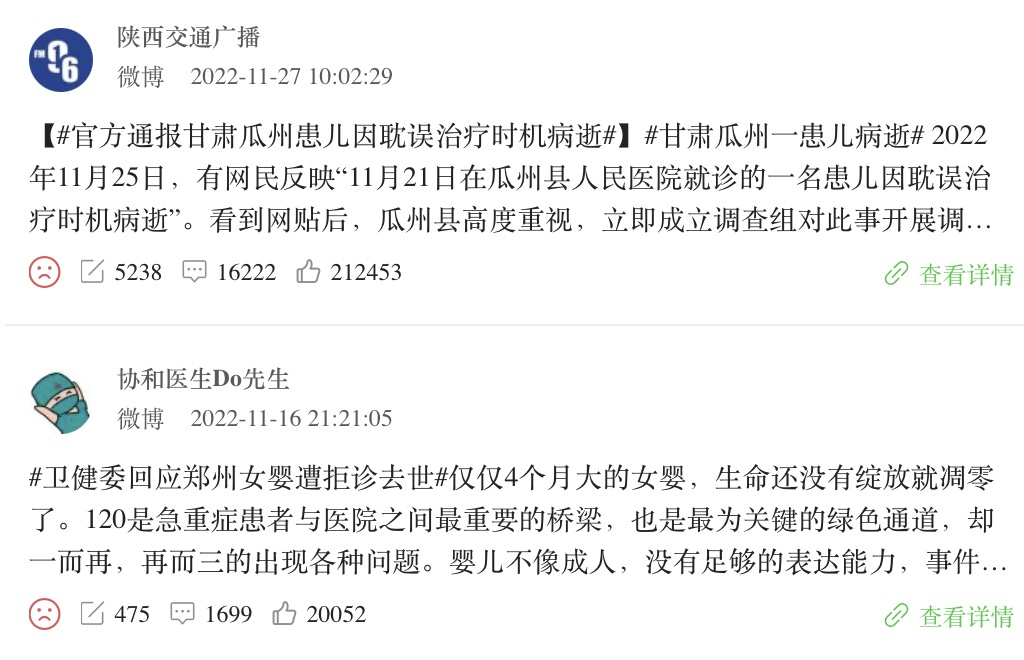 FM
96
陕西交通广播
微博 2022-11-27 10:02:29
【#官方通报甘肃瓜州患儿因耽误治疗时机病逝#】#甘肃瓜州一患儿病逝# 2022
年11月25日，有网民反映“11月21日在瓜州县人民医院就诊的一名患儿因耽误治
疗时机病逝”。看到网贴后，瓜州县高度重视，立即成立调查组对此事开展调…
5238 16222 212453 查看详情
协和医生Do先生
微博 2022-11-16 21:21:05
#卫健委回应郑州女婴遭拒诊去世#仅仅4个月大的女婴，生命还没有绽放就凋零
了。120是急重症患者与医院之间最重要的桥梁，也是最为关键的绿色通道，却
一而再，再而三的出现各种问题。婴儿不像成人，没有足够的表达能力，事件…
475 1699 20052 查看详情